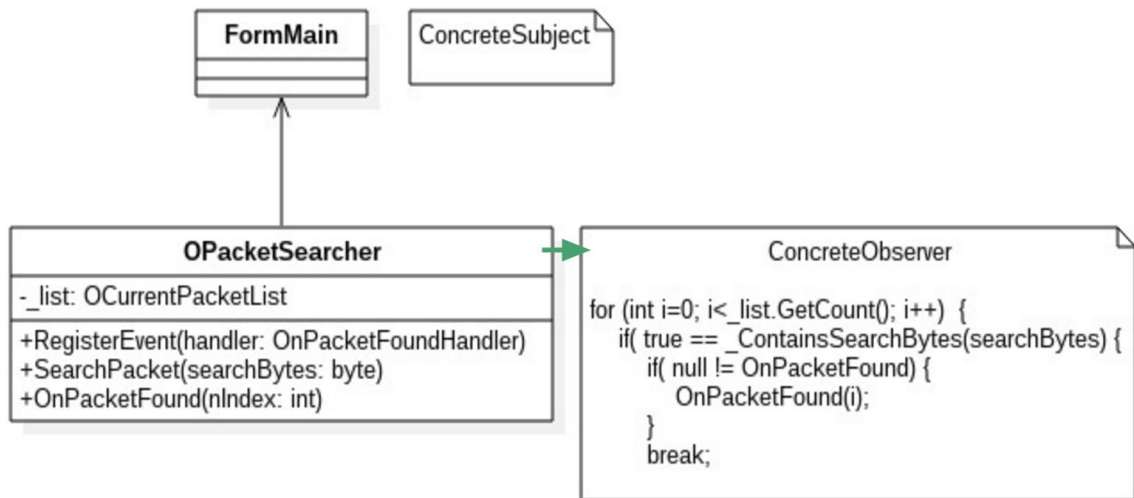 FormMain
ConcreteSubject
OPacketSearcher
-_list: OCurrentPacketList
+RegisterEvent(handler: OnPacketFoundHandler)
+SearchPacket(searchBytes: byte)
+OnPacketFound(nIndex: int)
ConcreteObserver
for (int i=0; i<_list.GetCount(); i++) {
if( true == _ContainsSearchBytes(searchBytes) {
if( null != OnPacketFound) {
OnPacketFound(i);
}
break;